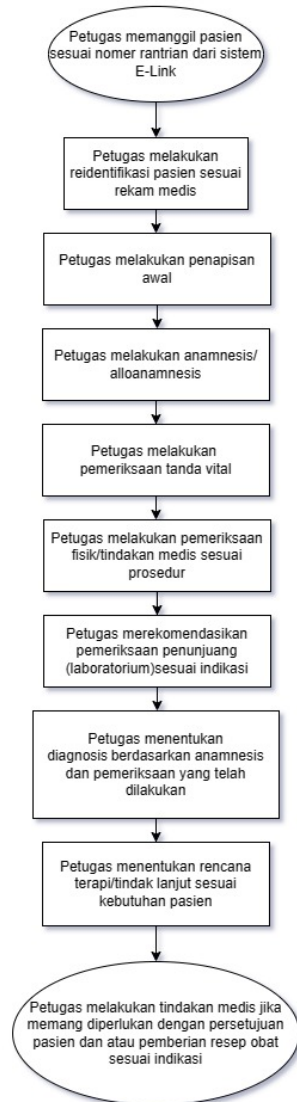 Petugas memanggil pasien
sesuai nomer rantrian dari sistem
E-Link
Petugas melakukan
reidentifikasi pasien sesuai
rekam medis
Petugas melakukan penapisan
awal
Petugas melakukan anamnesis/
alloanamnesis
Petugas melakukan
pemeriksaan tanda vital
Petugas melakukan pemeriksaan
fisik/tindakan medis sesuai
prosedur
Petugas merekomendasikan
pemeriksaan penunjuang
(laboratorium)sesuai indikasi
Petugas menentukan
diagnosis berdasarkan anamnesis
dan pemeriksaan yang telah
dilakukan
Petugas menentukan rencana
terapi/tindak lanjut sesuai
kebutuhan pasien
Petugas melakukan tindakan medis jika
memang diperlukan dengan persetujuan
pasien dan atau pemberian resep obat
sesuai indikasi